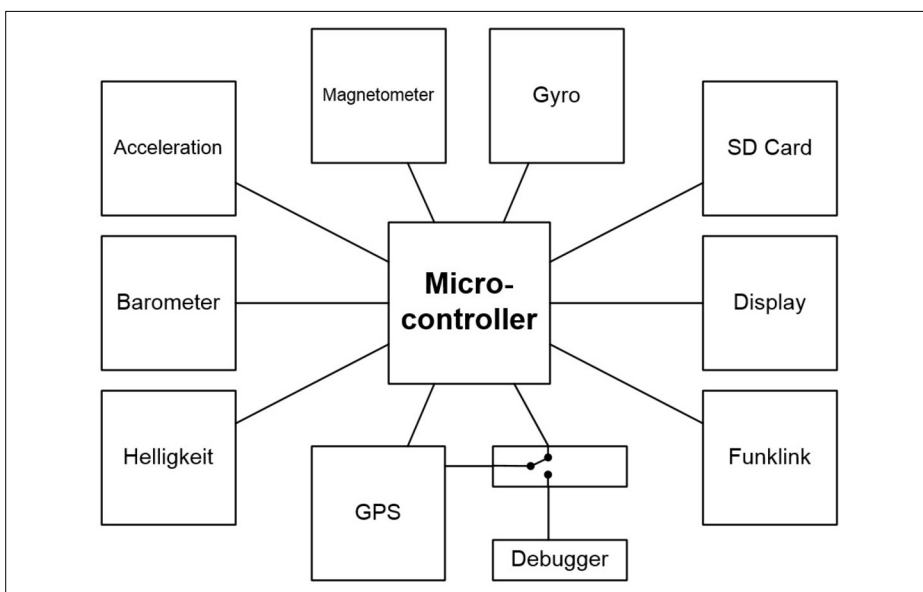 Magnetometer
Gyro
Acceleration
SD Card
Micro-
controller
Barometer
Display
Helligkeit
Funklink
GPS
Debugger